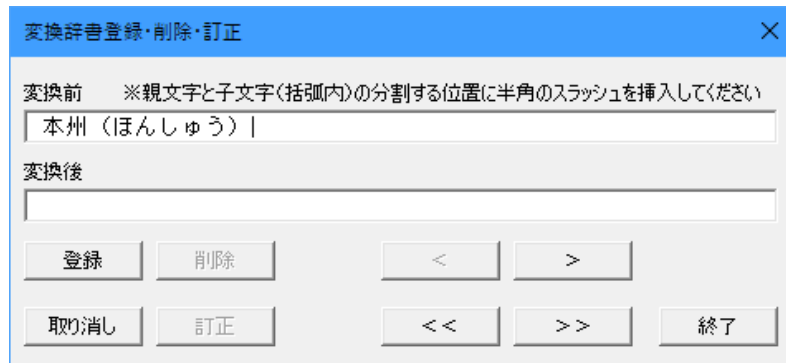 変換辞書登録・削除・訂正
変換前　※親文字と子文字(括弧内)の分割する位置に半角のスラッシュを挿入してください
本州（ほんしゅう）
変換後
登録 削除 < >
取り消し 訂正 << >> 終了